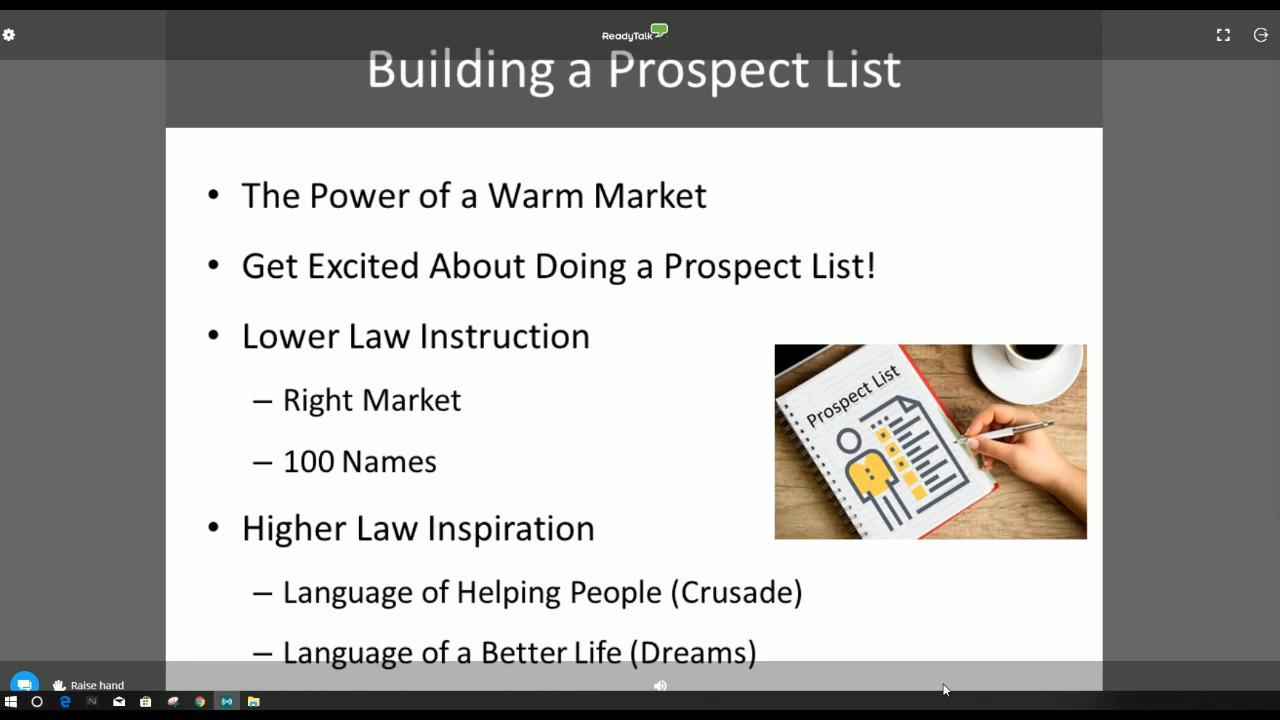 ReadyTalk
Building a Prospect List
• The Power of a Warm Market
• Get Excited About Doing a Prospect List!
• Lower Law Instruction
– Right Market
– 100 Names
Prospect List
• Higher Law Inspiration
– Language of Helping People (Crusade)
– Language of a Better Life (Dreams)
Raise hand